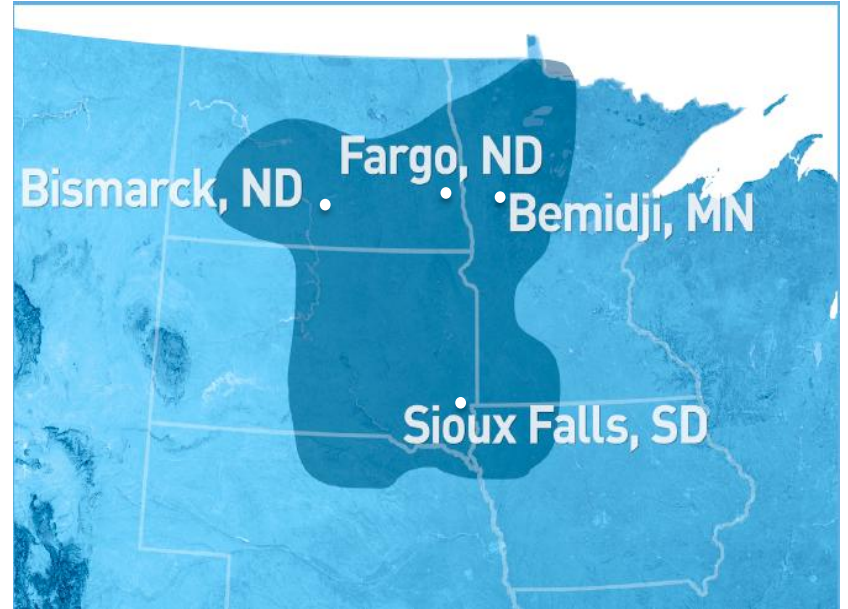 Fargo, ND
Bismarck, ND
Bemidji, MN
Sioux Falls, SD